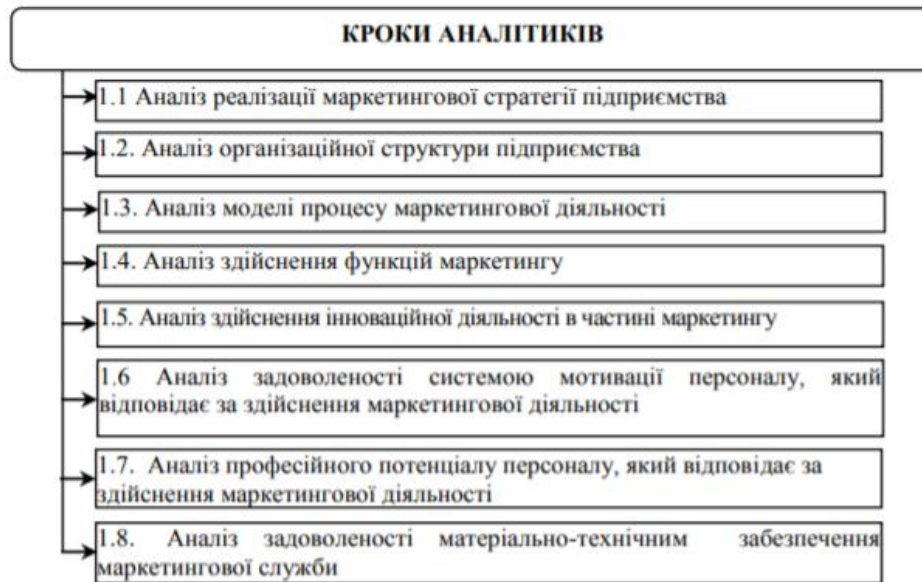 КРОКИ АНАЛІТИКІВ
1.1 Аналіз реалізації маркетингової стратегії підприємства
1.2. Аналіз організаційної структури підприємства
1.3. Аналіз моделі процесу маркетингової діяльності
1.4. Аналіз здійснення функцій маркетингу
1.5. Аналіз здійснення інноваційної діяльності в частині маркетингу
1.6 Аналіз задоволеності системою мотивації персоналу, який
відповідає за здійснення маркетингової діяльності
1.7. Аналіз професійного потенціалу персоналу, який відповідає за
здійснення маркетингової діяльності
1.8. Аналіз задоволеності матеріально-технічним забезпечення
маркетингової служби